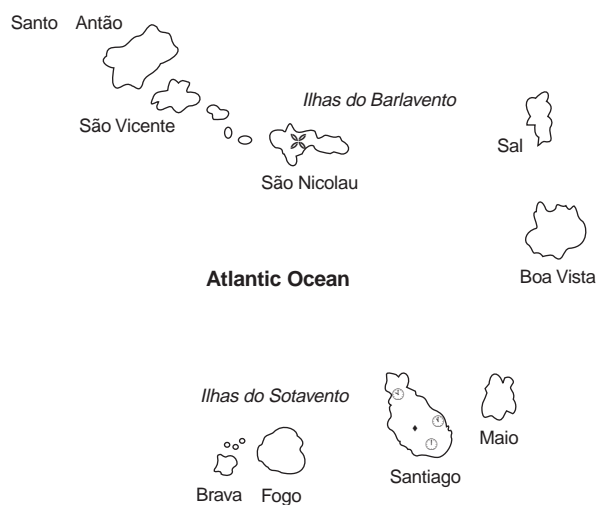 Santo Antão
Ilhas do Barlavento
São Vicente
Sal
São Nicolau
Atlantic Ocean
Boa Vista
Ilhas do Sotavento
Maio
Santiago
Brava
Fogo